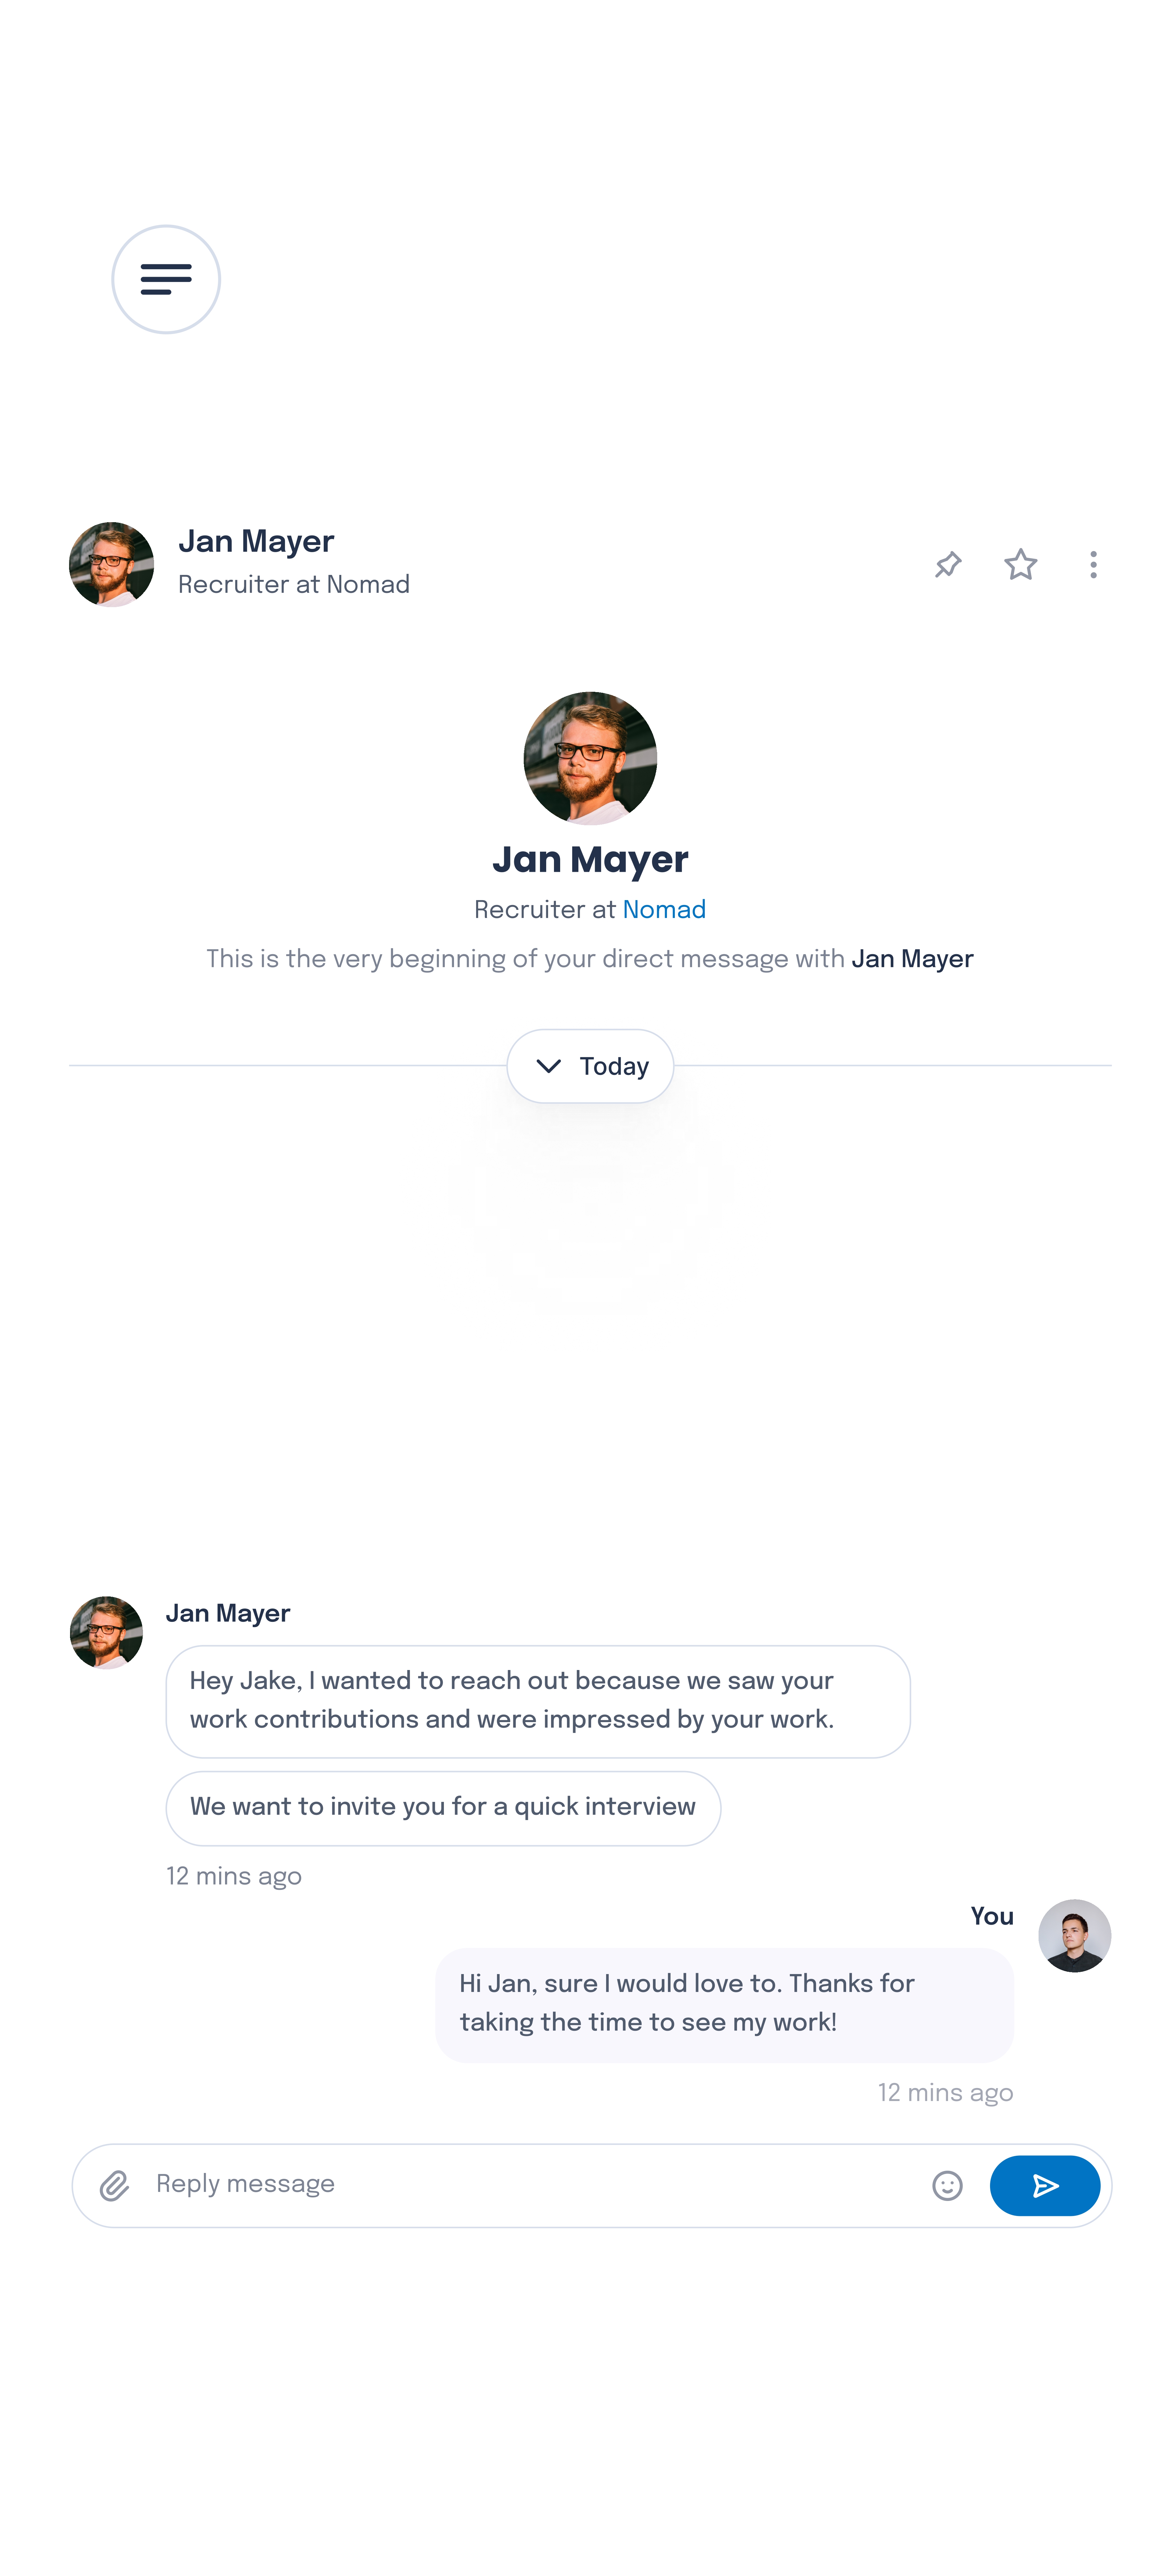 Jan Mayer
Recruiter at Nomad
Jan Mayer
Recruiter at Nomad
This is the very beginning of your direct message with Jan Mayer
Today
Jan Mayer
Hey Jake, I wanted to reach out because we saw your
work contributions and were impressed by your work.
We want to invite you for a quick interview
12 mins ago
You
Hi Jan, sure I would love to. Thanks for
taking the time to see my work!
12 mins ago
Reply message